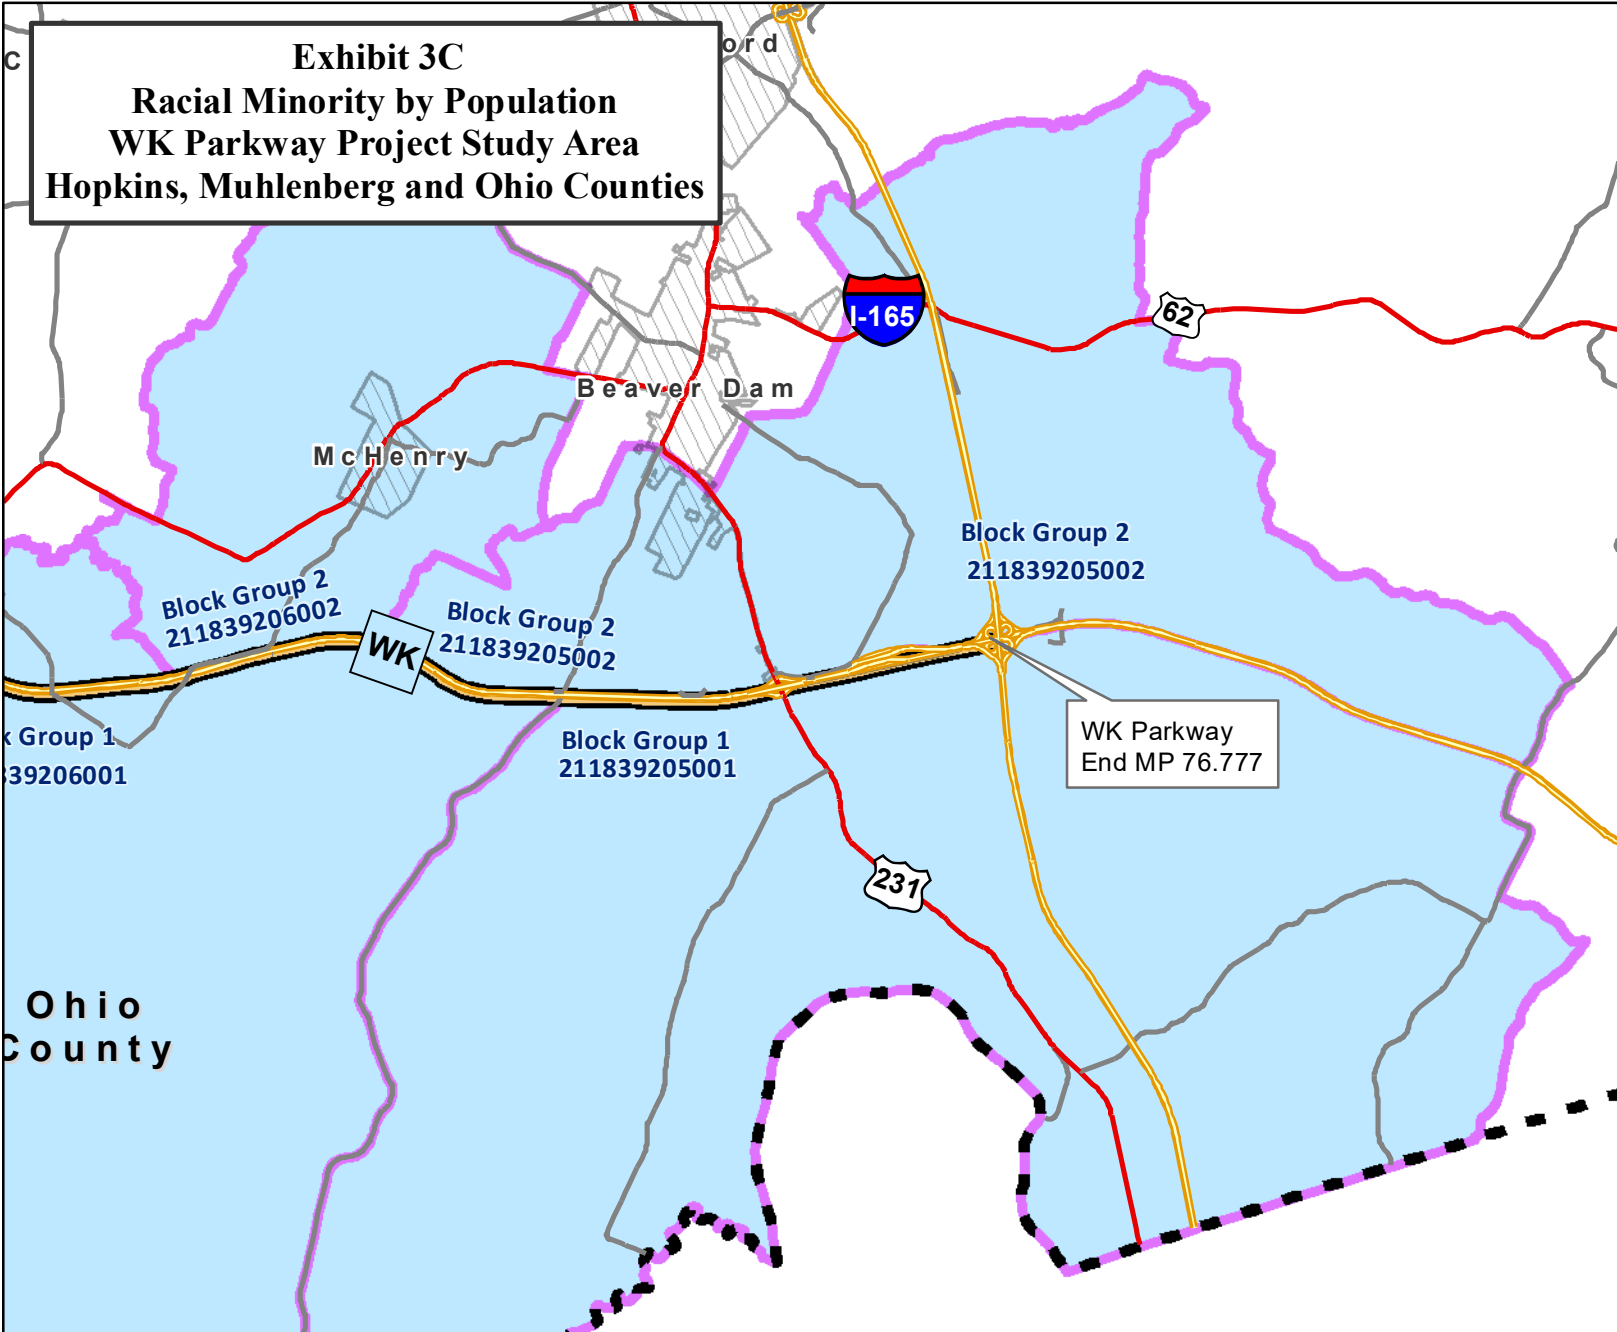 Exhibit 3C
Racial Minority by Population
WK Parkway Project Study Area
Hopkins, Muhlenberg and Ohio Counties
C
ord
62
I-165
Beaver Dam
McHenry
Block Group 2
211839205002
Block Group 2
211839206002
Block Group 2
211839205002
WK
k Group 1
839206001
Block Group 1
211839205001
WK Parkway
End MP 76.777
231
Ohio
County